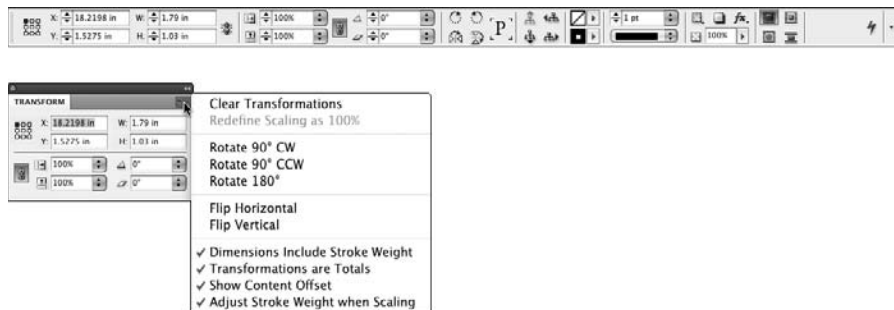 X: 18.2198 in W: 1.79 in 100% 0° P 1 pt fx.
Y: 1.5275 in H: 1.03 in 100% 0° 100%
TRANSFORM
X: 18.2198 in W: 1.79 in
Y: 1.5275 in H: 1.03 in
100% 0°
100% 0°
Clear Transformations
Redefine Scaling as 100%
Rotate 90° CW
Rotate 90° CCW
Rotate 180°
Flip Horizontal
Flip Vertical
✓ Dimensions Include Stroke Weight
✓ Transformations are Totals
✓ Show Content Offset
✓ Adjust Stroke Weight when Scaling